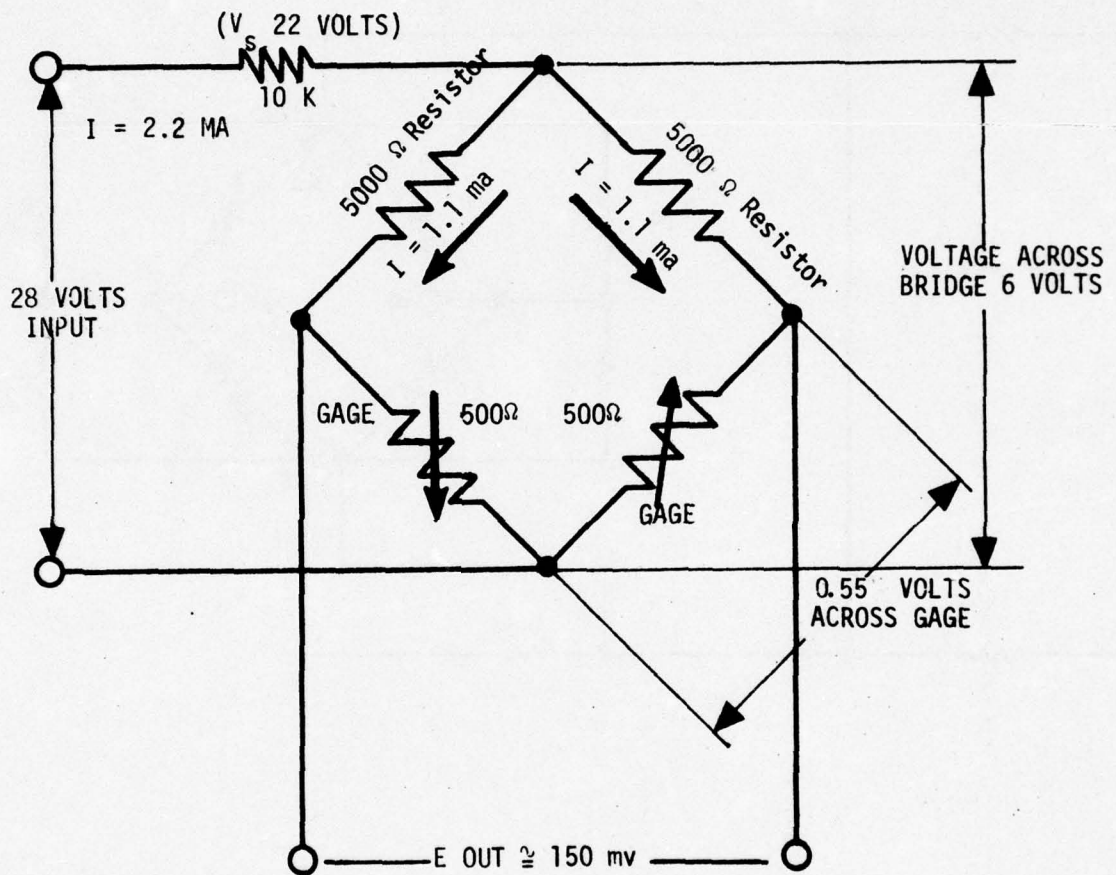 (Vs 22 VOLTS)
10 K
I = 2.2 MA
5000 Ω Resistor
I = 1.1 ma
5000 Ω Resistor
I = 1.1 ma
VOLTAGE ACROSS
BRIDGE 6 VOLTS
28 VOLTS
INPUT
GAGE
500Ω
500Ω
GAGE
0.55 VOLTS
ACROSS GAGE
E OUT ≅ 150 mv